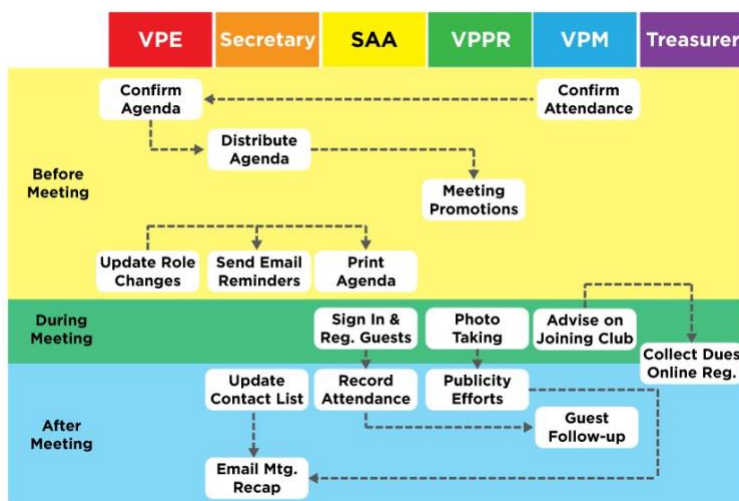 VPE
Secretary
SAA
VPPR
VPM
Treasurer
Confirm
Agenda
Confirm
Attendance
Distribute
Agenda
Before
Meeting
Meeting
Promotions
Update Role
Changes
Send Email
Reminders
Print
Agenda
During
Meeting
Sign In &
Reg. Guests
Photo
Taking
Advise on
Joining Club
Collect Dues
Online Reg.
After
Meeting
Update
Contact List
Record
Attendance
Publicity
Efforts
Guest
Follow-up
Email Mtg.
Recap